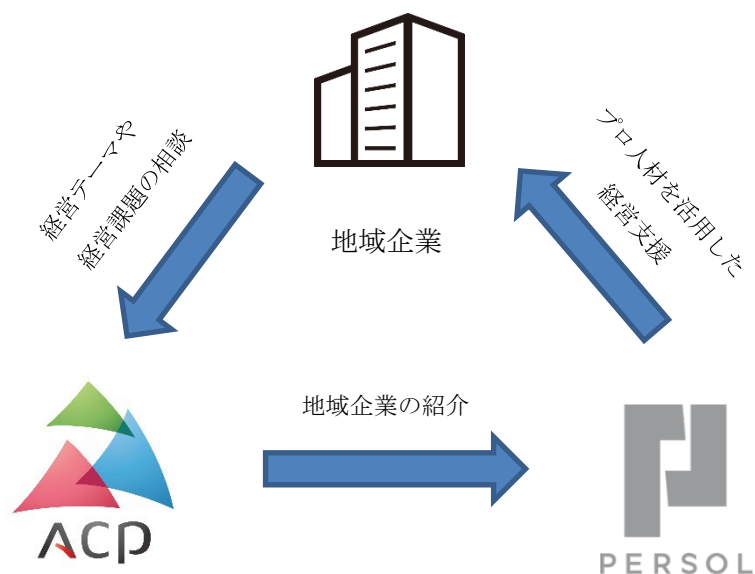 経営テーマや
経営課題の相談
プロ人材を活用した
経営支援
地域企業
地域企業の紹介
ACP
PERSOL